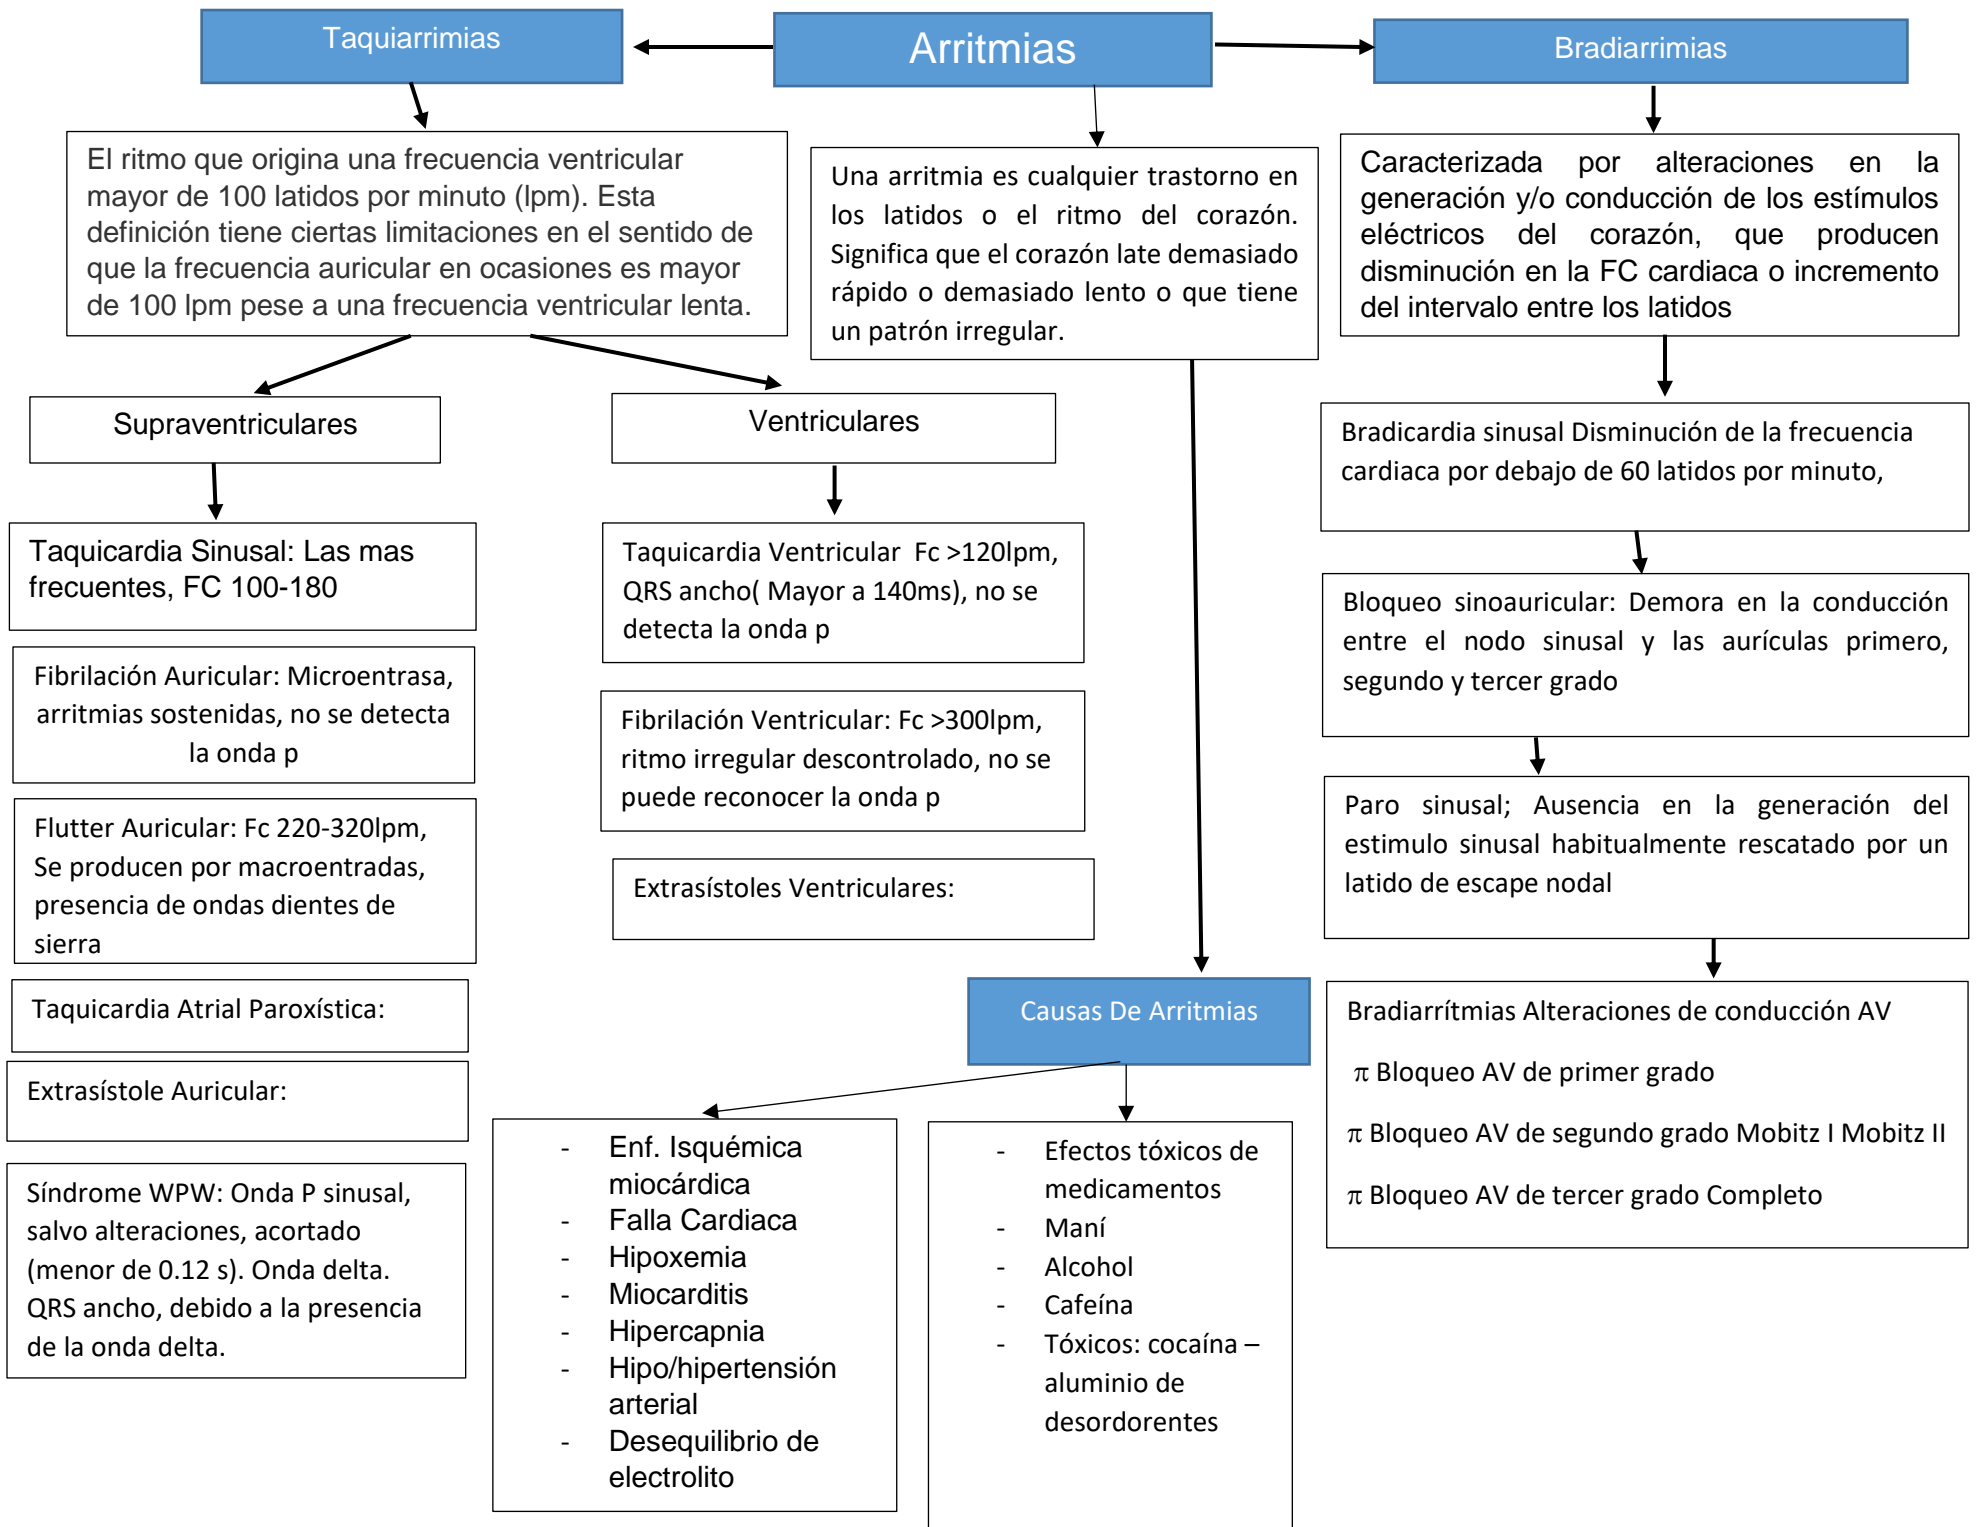 Taquiarrimias
Arritmias
Bradiarrimias
El ritmo que origina una frecuencia ventricular
mayor de 100 latidos por minuto (lpm). Esta
definición tiene ciertas limitaciones en el sentido de
que la frecuencia auricular en ocasiones es mayor
de 100 lpm pese a una frecuencia ventricular lenta.
Una arritmia es cualquier trastorno en
los latidos o el ritmo del corazón.
Significa que el corazón late demasiado
rápido o demasiado lento o que tiene
un patrón irregular.
Caracterizada por alteraciones en la
generación y/o conducción de los estímulos
eléctricos del corazón, que producen
disminución en la FC cardiaca o incremento
del intervalo entre los latidos
Supraventriculares
Ventriculares
Taquicardia Sinusal: Las mas
frecuentes, FC 100-180
Fibrilación Auricular: Microentrasa,
arritmias sostenidas, no se detecta
la onda p
Flutter Auricular: Fc 220-320lpm,
Se producen por macroentradas,
presencia de ondas dientes de
sierra
Taquicardia Atrial Paroxística:
Extrasístole Auricular:
Síndrome WPW: Onda P sinusal,
salvo alteraciones, acortado
(menor de 0.12 s). Onda delta.
QRS ancho, debido a la presencia
de la onda delta.
Taquicardia Ventricular  Fc >120lpm,
QRS ancho( Mayor a 140ms), no se
detecta la onda p
Fibrilación Ventricular: Fc >300lpm,
ritmo irregular descontrolado, no se
puede reconocer la onda p
Extrasístoles Ventriculares:
Bradicardia sinusal Disminución de la frecuencia
cardiaca por debajo de 60 latidos por minuto,
Bloqueo sinoauricular: Demora en la conducción
entre el nodo sinusal y las aurículas primero,
segundo y tercer grado
Paro sinusal; Ausencia en la generación del
estimulo sinusal habitualmente rescatado por un
latido de escape nodal
Bradiarrítmias Alteraciones de conducción AV
π Bloqueo AV de primer grado
π Bloqueo AV de segundo grado Mobitz I Mobitz II
π Bloqueo AV de tercer grado Completo
Causas De Arritmias
- Enf. Isquémica
miocárdica
- Falla Cardiaca
- Hipoxemia
- Miocarditis
- Hipercapnia
- Hipo/hipertensión
arterial
- Desequilibrio de
electrolito
- Efectos tóxicos de
medicamentos
- Maní
- Alcohol
- Cafeína
- Tóxicos: cocaína –
aluminio de
desordorentes